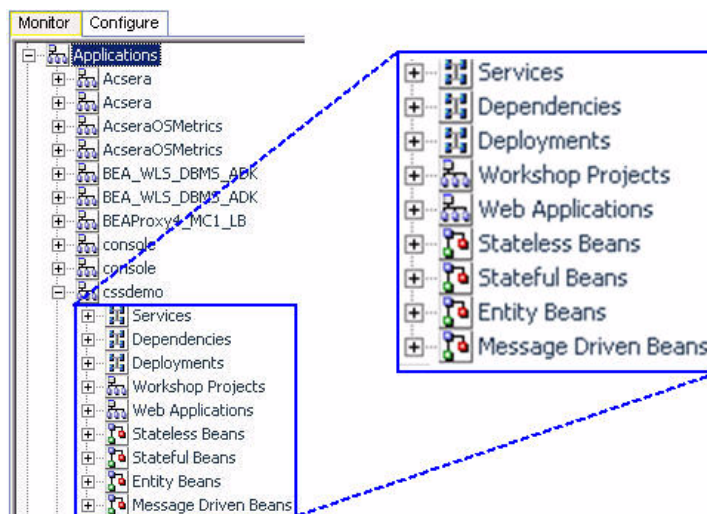 Monitor Configure
Applications
Acsera
Acsera
AcseraOSMetrics
AcseraOSMetrics
BEA_WLS_DBMS_ADK
BEA_WLS_DBMS_ADK
BEAProxy4_MC1_LB
console
console
cssdemo
Services
Dependencies
Deployments
Workshop Projects
Web Applications
Stateless Beans
Stateful Beans
Entity Beans
Message Driven Beans
Services
Dependencies
Deployments
Workshop Projects
Web Applications
Stateless Beans
Stateful Beans
Entity Beans
Message Driven Beans